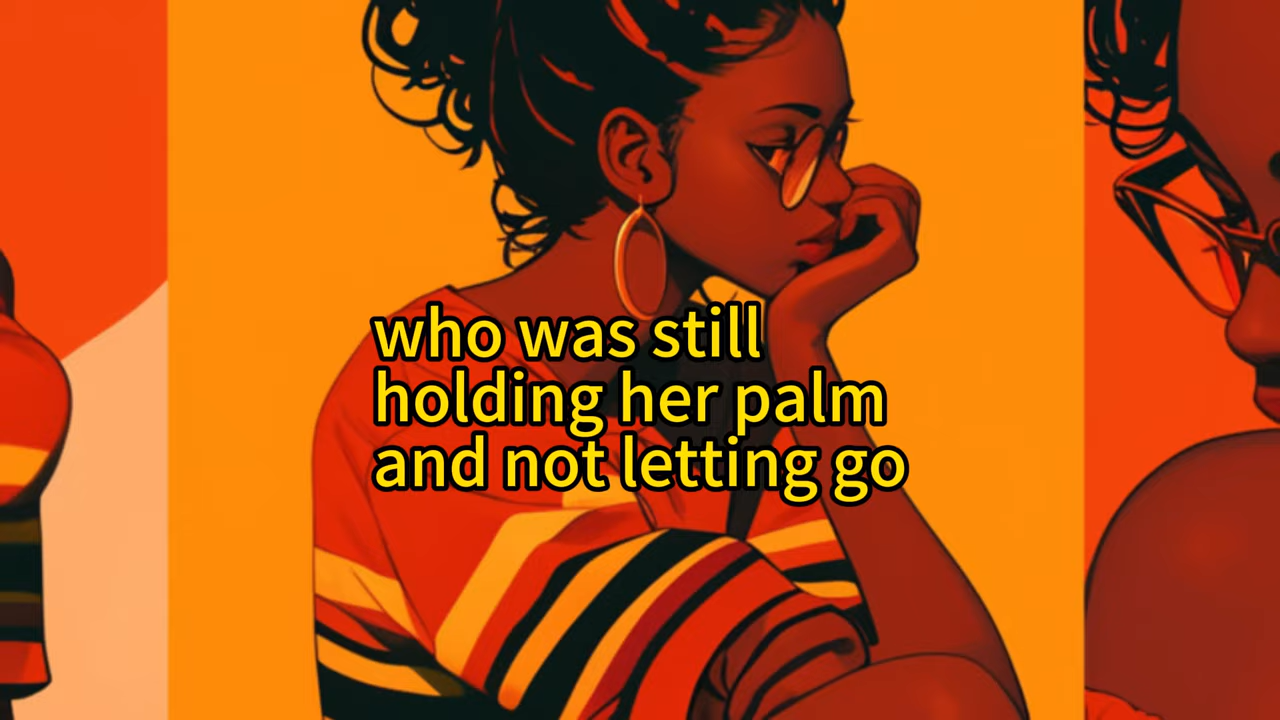 who was still
holding her palm
and not letting go